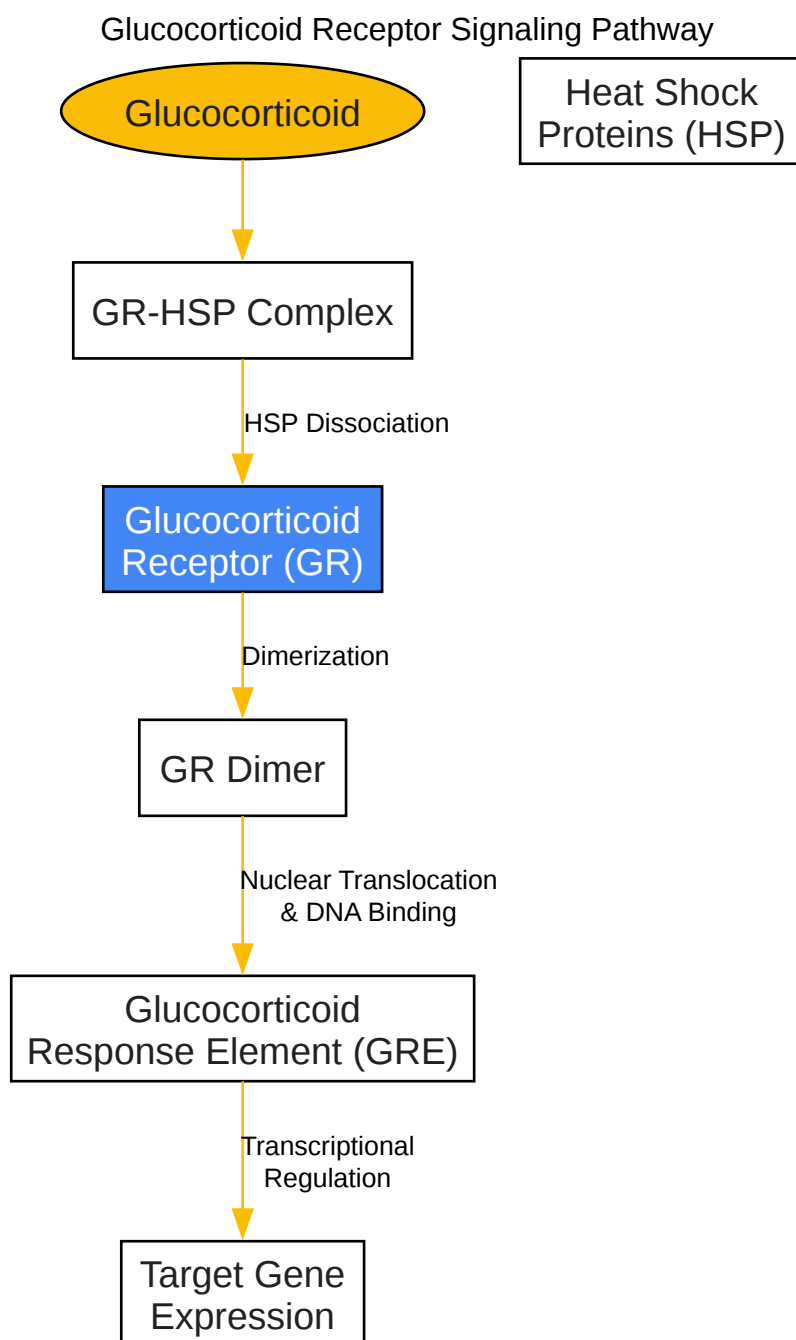 Glucocorticoid Receptor Signaling Pathway
Glucocorticoid
Heat Shock
Proteins (HSP)
GR-HSP Complex
HSP Dissociation
Glucocorticoid
Receptor (GR)
Dimerization
GR Dimer
Nuclear Translocation
& DNA Binding
Glucocorticoid
Response Element (GRE)
Transcriptional
Regulation
Target Gene
Expression